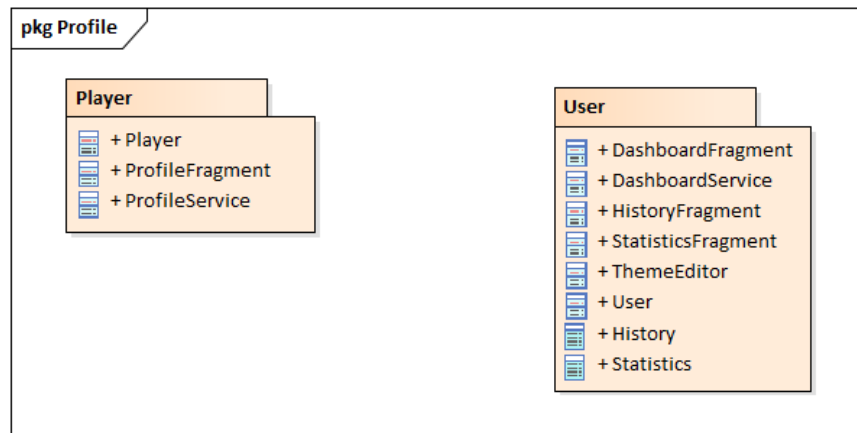 pkg Profile
Player
+ Player
+ ProfileFragment
+ ProfileService
User
+ DashboardFragment
+ DashboardService
+ HistoryFragment
+ StatisticsFragment
+ ThemeEditor
+ User
+ History
+ Statistics